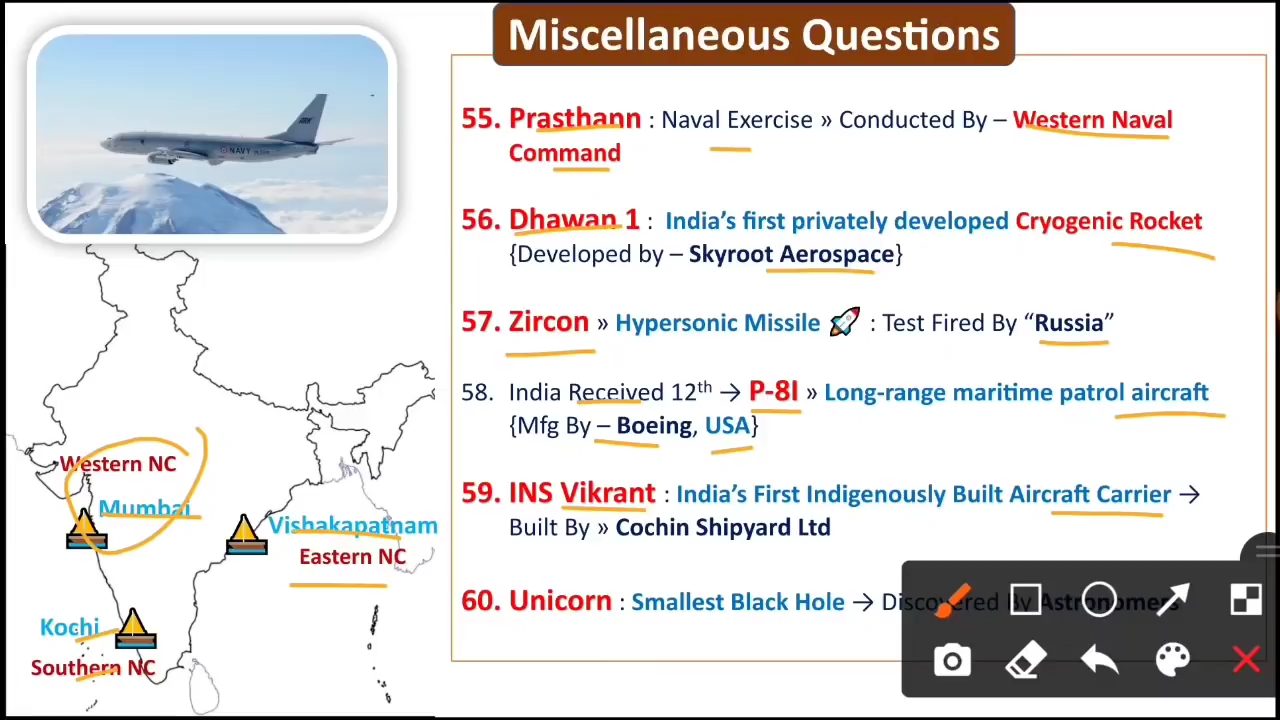 Miscellaneous Questions
55. Prasthann : Naval Exercise » Conducted By – Western Naval
Command
56. Dhawan 1 : India’s first privately developed Cryogenic Rocket
{Developed by – Skyroot Aerospace}
57. Zircon » Hypersonic Missile 🚀 : Test Fired By “Russia”
58. India Received 12th → P-8I » Long-range maritime patrol aircraft
{Mfg By – Boeing, USA}
59. INS Vikrant : India’s First Indigenously Built Aircraft Carrier →
Built By » Cochin Shipyard Ltd
60. Unicorn : Smallest Black Hole → Discovered By Astronomers
NAVY
Western NC
Mumbai
Vishakapatnam
Eastern NC
Kochi
Southern NC